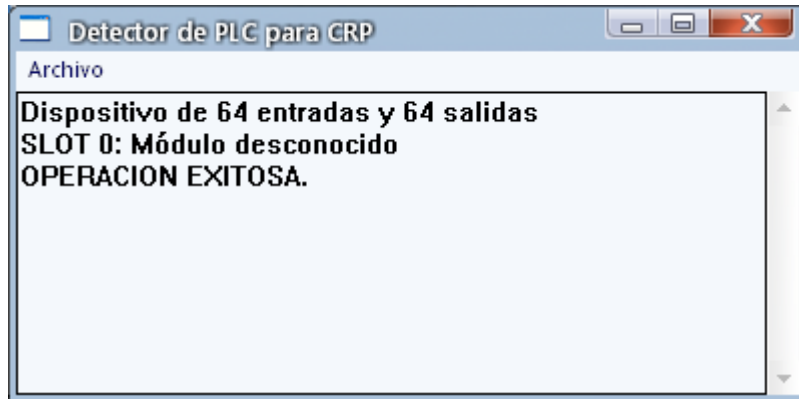 Detector de PLC para CRP
Archivo
Dispositivo de 64 entradas y 64 salidas
SLOT 0: Módulo desconocido
OPERACION EXITOSA.